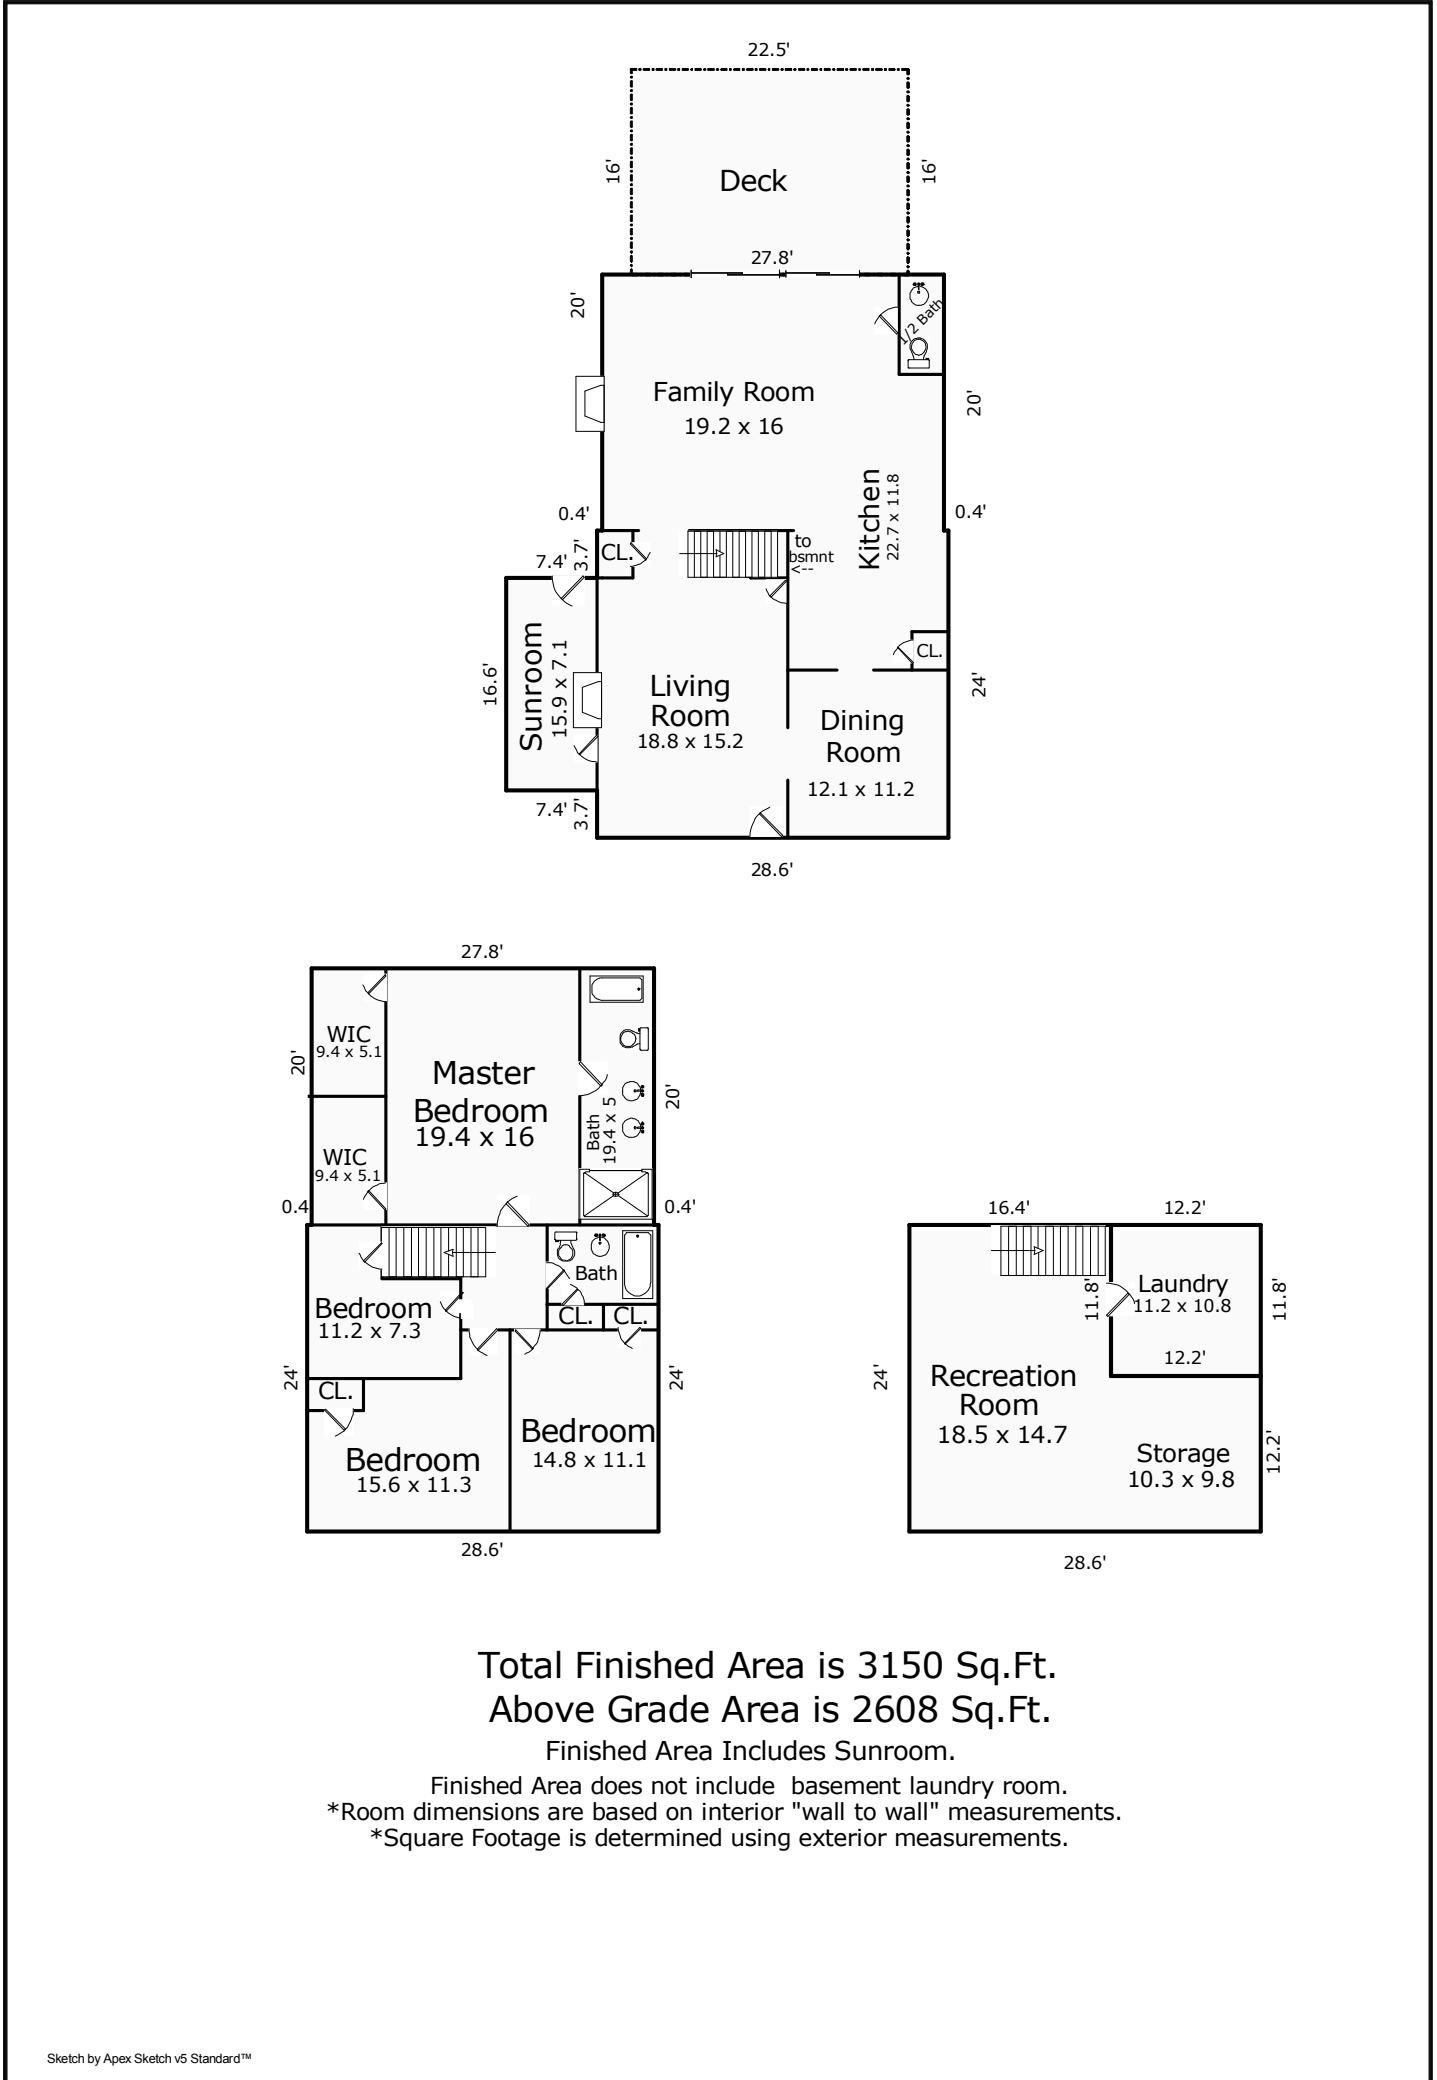 22.5'
16'
16'
Deck
27.8'
20'
1/2 Bath
Family Room
19.2 x 16
20'
Kitchen
22.7 x 11.8
0.4'
0.4'
3.7'
CL.
to
bsmnt
<--
7.4'
Sunroom
15.9 x 7.1
16.6'
CL.
24'
Living
Room
18.8 x 15.2
Dining
Room
12.1 x 11.2
7.4'
3.7'
28.6'
27.8'
WIC
9.4 x 5.1
20'
Master
Bedroom
19.4 x 16
Bath
19.4 x 5
20'
WIC
9.4 x 5.1
0.4
0.4'
Bath
Bedroom
11.2 x 7.3
CL.
CL.
24'
CL.
24'
Bedroom
15.6 x 11.3
Bedroom
14.8 x 11.1
28.6'
16.4'
12.2'
Laundry
11.2 x 10.8
11.8'
11.8'
12.2'
24'
Recreation
Room
18.5 x 14.7
Storage
10.3 x 9.8
12.2'
28.6'
Total Finished Area is 3150 Sq.Ft.
Above Grade Area is 2608 Sq.Ft.
Finished Area Includes Sunroom.
Finished Area does not include basement laundry room.
*Room dimensions are based on interior "wall to wall" measurements.
*Square Footage is determined using exterior measurements.
Sketch by Apex Sketch v5 Standard™